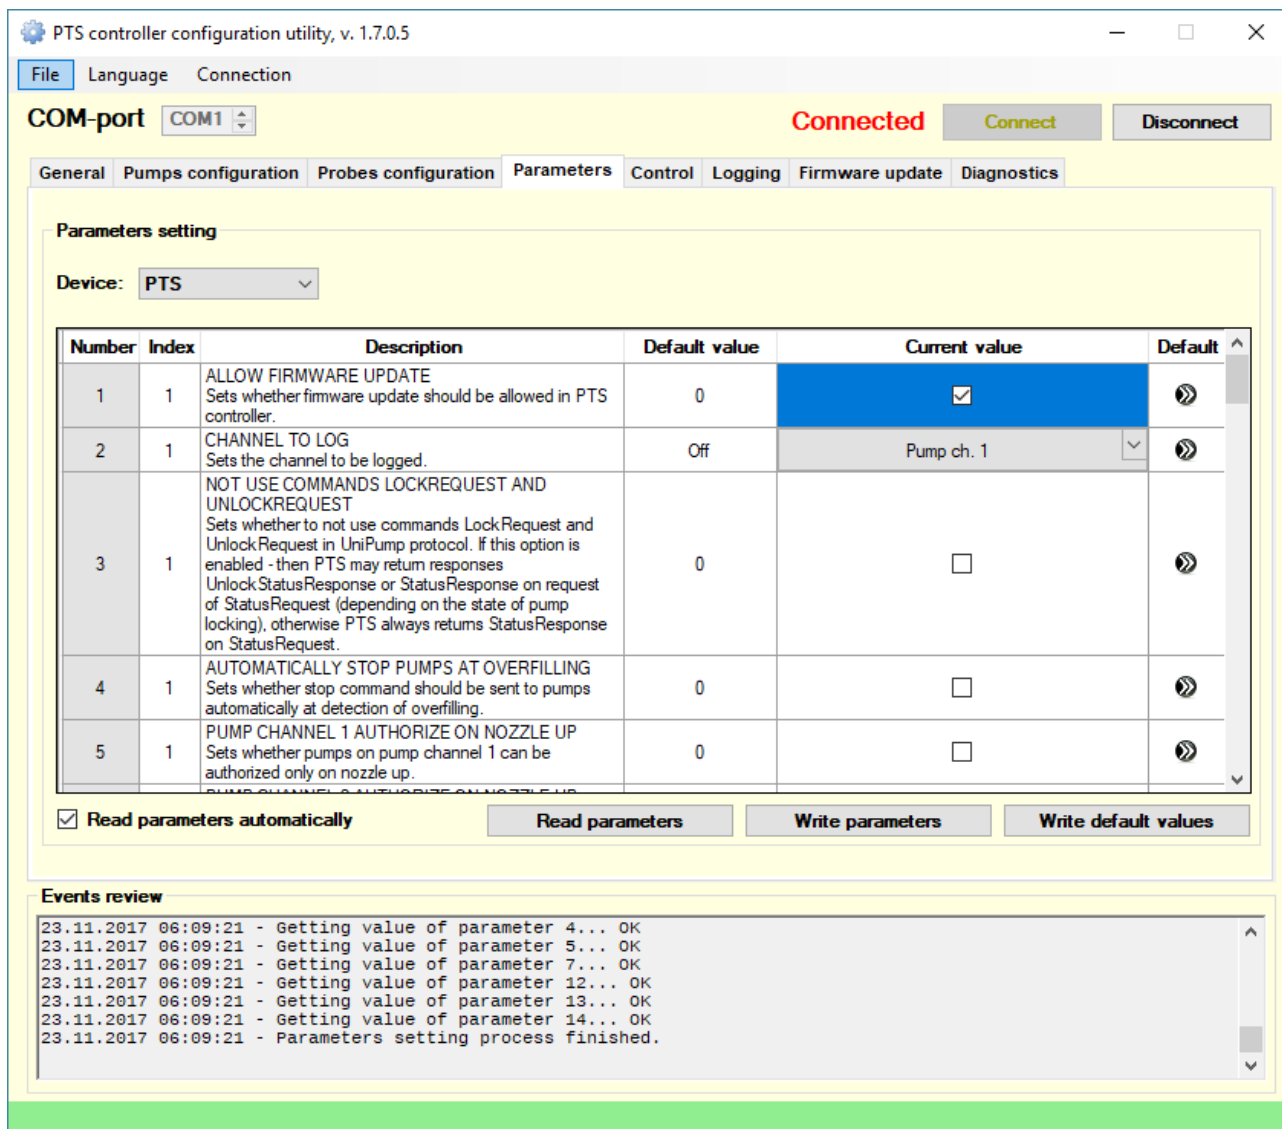 PTS controller configuration utility, v. 1.7.0.5
File Language Connection
COM-port COM1 Connected Connect Disconnect
General Pumps configuration Probes configuration Parameters Control Logging Firmware update Diagnostics
Parameters setting
Device: PTS
Number Index Description Default value Current value Default
1 1 ALLOW FIRMWARE UPDATE 0
Sets whether firmware update should be allowed in PTS
controller.
2 1 CHANNEL TO LOG Off Pump ch. 1
Sets the channel to be logged.
3 1 NOT USE COMMANDS LOCKREQUEST AND 0
UNLOCKREQUEST
Sets whether to not use commands LockRequest and
UnlockRequest in UniPump protocol. If this option is
enabled - then PTS may return responses
UnlockStatusResponse or StatusResponse on request
of StatusRequest (depending on the state of pump
locking), otherwise PTS always returns StatusResponse
on StatusRequest.
4 1 AUTOMATICALLY STOP PUMPS AT OVERFILLING 0
Sets whether stop command should be sent to pumps
automatically at detection of overfilling.
5 1 PUMP CHANNEL 1 AUTHORIZE ON NOZZLE UP 0
Sets whether pumps on pump channel 1 can be
authorized only on nozzle up.
Read parameters automatically Read parameters Write parameters Write default values
Events review
23.11.2017 06:09:21 - Getting value of parameter 4... OK
23.11.2017 06:09:21 - Getting value of parameter 5... OK
23.11.2017 06:09:21 - Getting value of parameter 7... OK
23.11.2017 06:09:21 - Getting value of parameter 12... OK
23.11.2017 06:09:21 - Getting value of parameter 13... OK
23.11.2017 06:09:21 - Getting value of parameter 14... OK
23.11.2017 06:09:21 - Parameters setting process finished.